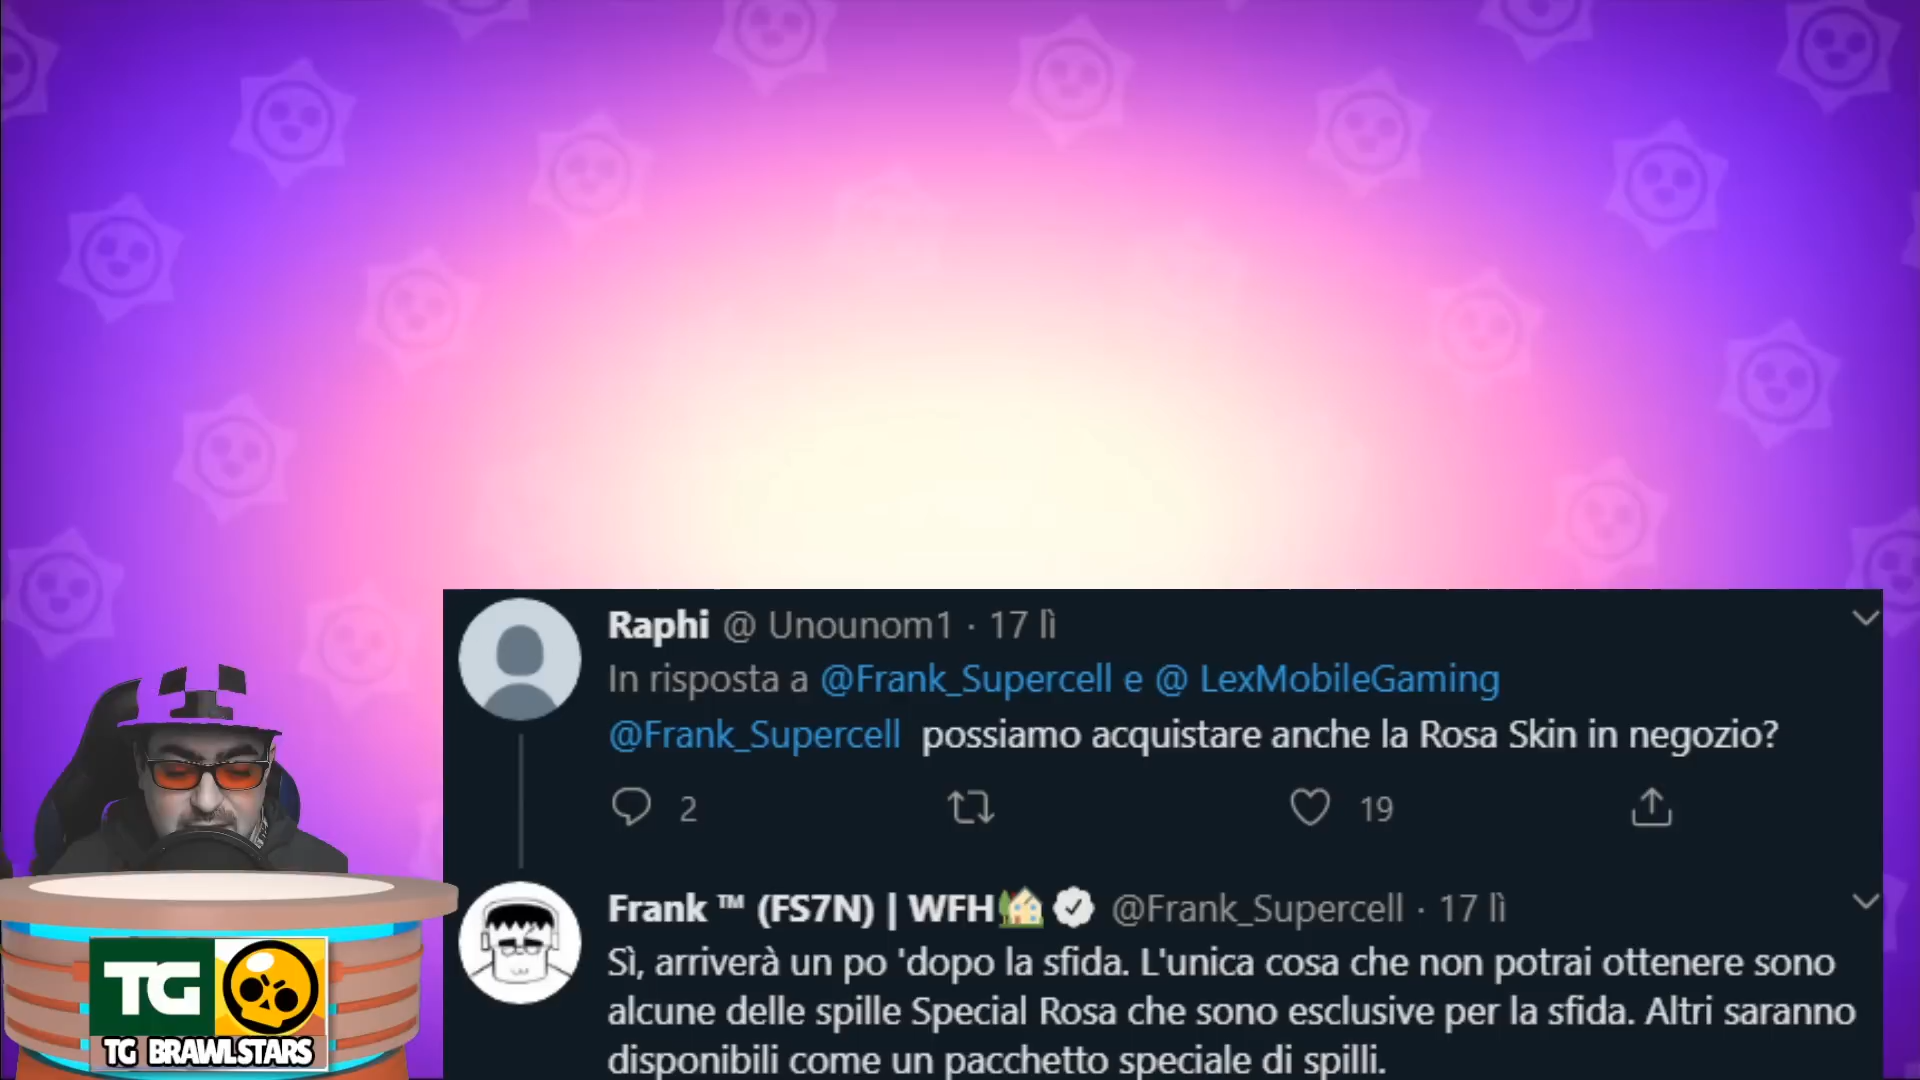 Raphi @ Unounom1 · 17 lì
In risposta a @Frank_Supercell e @ LexMobileGaming
@Frank_Supercell possiamo acquistare anche la Rosa Skin in negozio?
2 19
Frank ™ (FS7N) | WFH @Frank_Supercell · 17 lì
Sì, arriverà un po 'dopo la sfida. L'unica cosa che non potrai ottenere sono
alcune delle spille Special Rosa che sono esclusive per la sfida. Altri saranno
disponibili come un pacchetto speciale di spilli.
TG
TG BRAWLSTARS